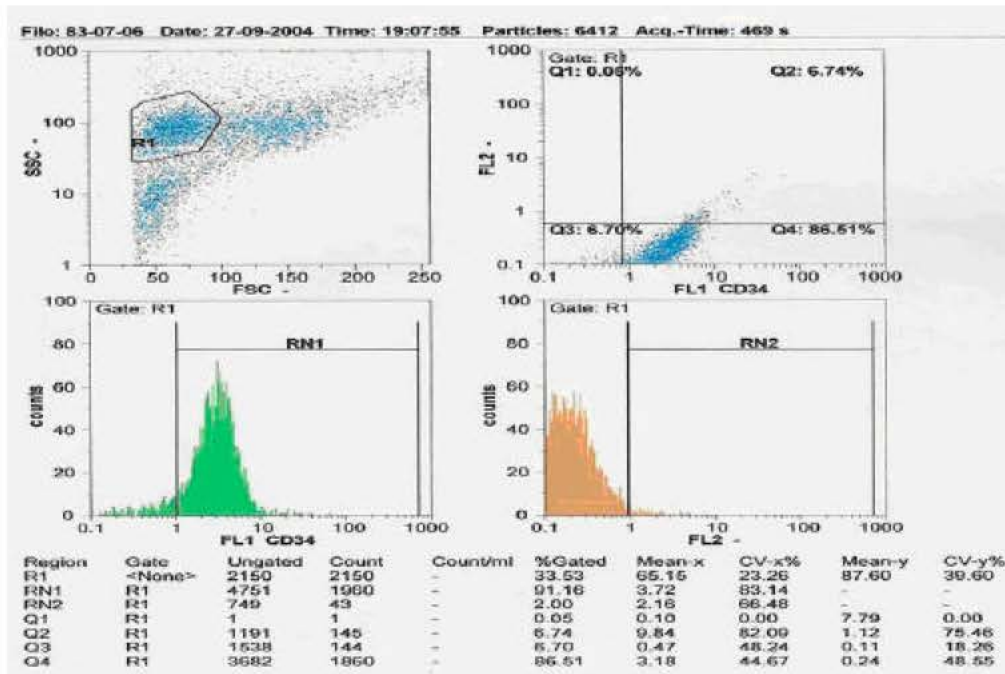 File: 83-07-06 Date: 27-09-2004 Time: 19:07:55 Particles: 6412 Acq.-Time: 469 s
1000
100
10
1
SSC -
R1
0 50 100 150 200 250
FSC -
Gate: R1
Q1: 0.05% Q2: 6.74%
1000
100
10
1
0.1
FL2 -
Q3: 6.70% Q4: 86.51%
0.1 1 10 100 1000
FL1 CD34
Gate: R1
RN1
100
80
60
40
20
0
counts
0.1 1 10 100 1000
FL1 CD34
Gate: R1
RN2
100
80
60
40
20
0
counts
0.1 1 10 100 1000
FL2 -
Region Gate Ungated Count Count/ml %Gated Mean-x CV-x% Mean-y CV-y%
R1 <None> 2150 2150 - 33.53 65.15 23.26 87.60 39.60
RN1 R1 4751 1960 - 91.16 3.72 83.14 - -
RN2 R1 749 43 - 2.00 2.16 66.48 - -
Q1 R1 1 1 - 0.05 0.10 0.00 7.79 0.00
Q2 R1 1191 145 - 6.74 9.84 82.09 1.12 75.46
Q3 R1 1538 144 - 6.70 0.47 48.24 0.11 18.26
Q4 R1 3682 1860 - 86.51 3.18 44.67 0.24 48.55